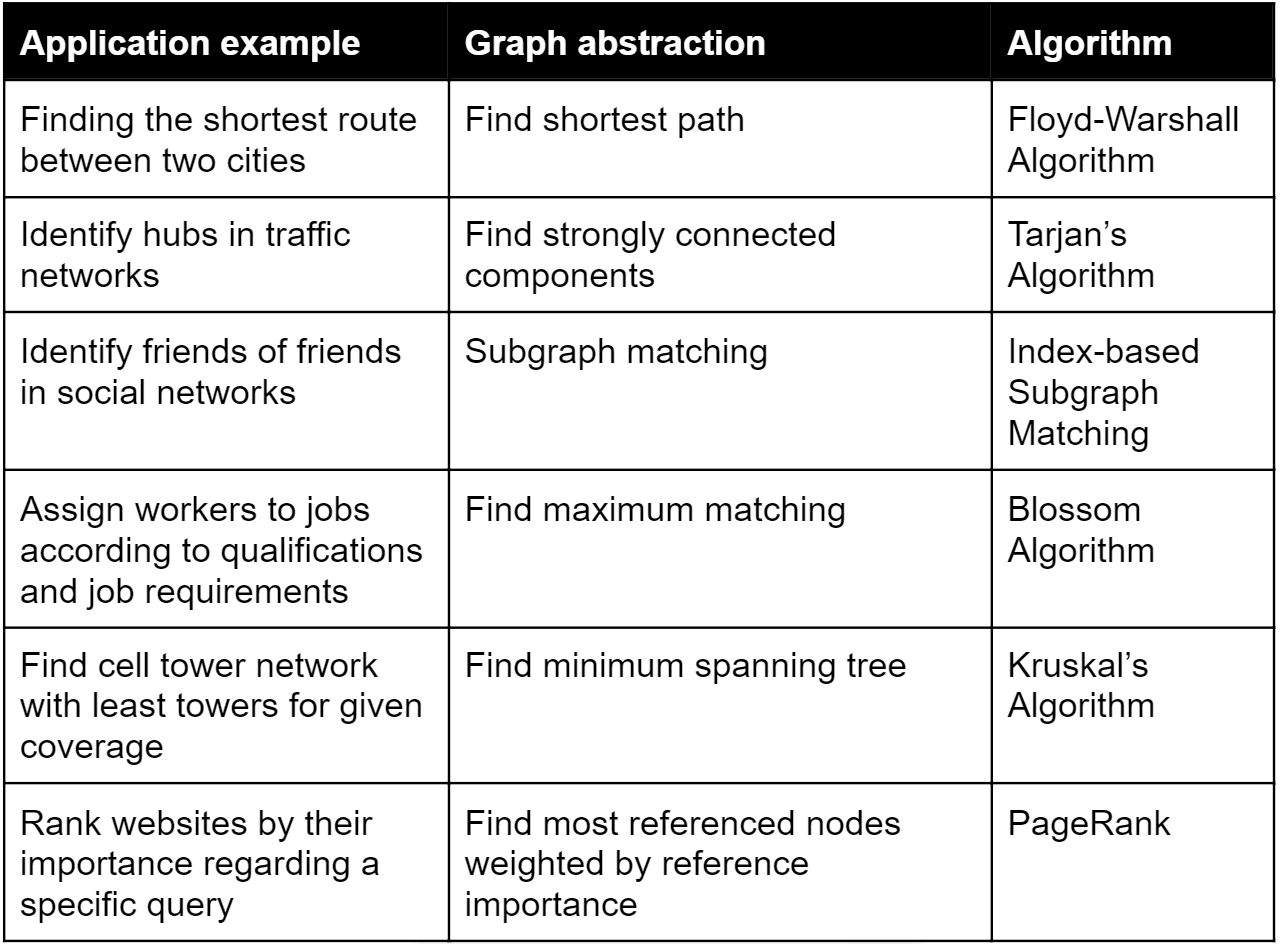 Application example
Graph abstraction
Algorithm
Finding the shortest route
between two cities
Find shortest path
Floyd-Warshall
Algorithm
Identify hubs in traffic
networks
Find strongly connected
components
Tarjan’s
Algorithm
Identify friends of friends
in social networks
Subgraph matching
Index-based
Subgraph
Matching
Assign workers to jobs
according to qualifications
and job requirements
Find maximum matching
Blossom
Algorithm
Find cell tower network
with least towers for given
coverage
Find minimum spanning tree
Kruskal’s
Algorithm
Rank websites by their
importance regarding a
specific query
Find most referenced nodes
weighted by reference
importance
PageRank